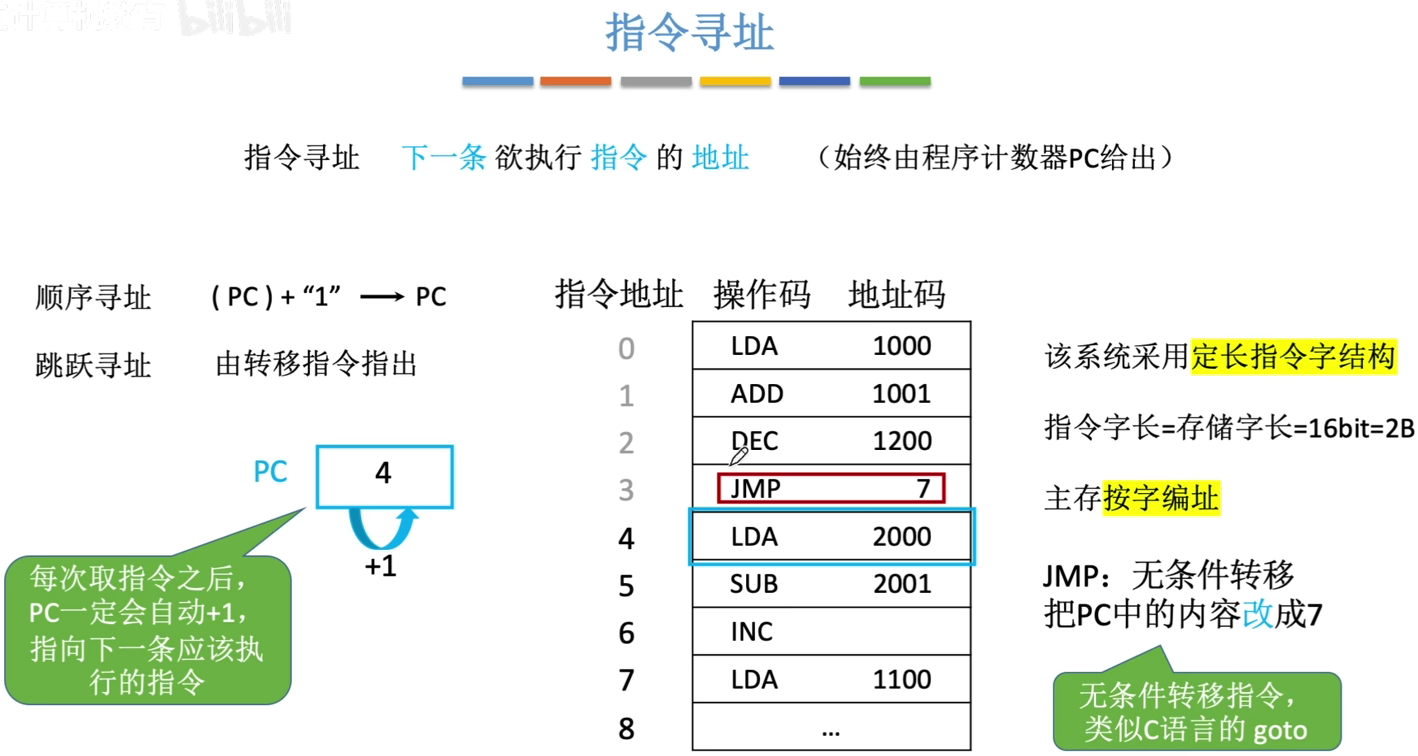 bilibili
指令寻址
指令寻址 下一条 欲执行 指令 的 地址 （始终由程序计数器PC给出）
顺序寻址 ( PC ) + “1” → PC
跳跃寻址 由转移指令指出
PC 4
+1
每次取指令之后，
PC一定会自动+1，
指向下一条应该执
行的指令
指令地址 操作码 地址码
0 LDA 1000
1 ADD 1001
2 DEC 1200
3 JMP 7
4 LDA 2000
5 SUB 2001
6 INC
7 LDA 1100
8 ...
该系统采用定长指令字结构
指令字长=存储字长=16bit=2B
主存按字编址
JMP：无条件转移
把PC中的内容改成7
无条件转移指令，
类似C语言的 goto